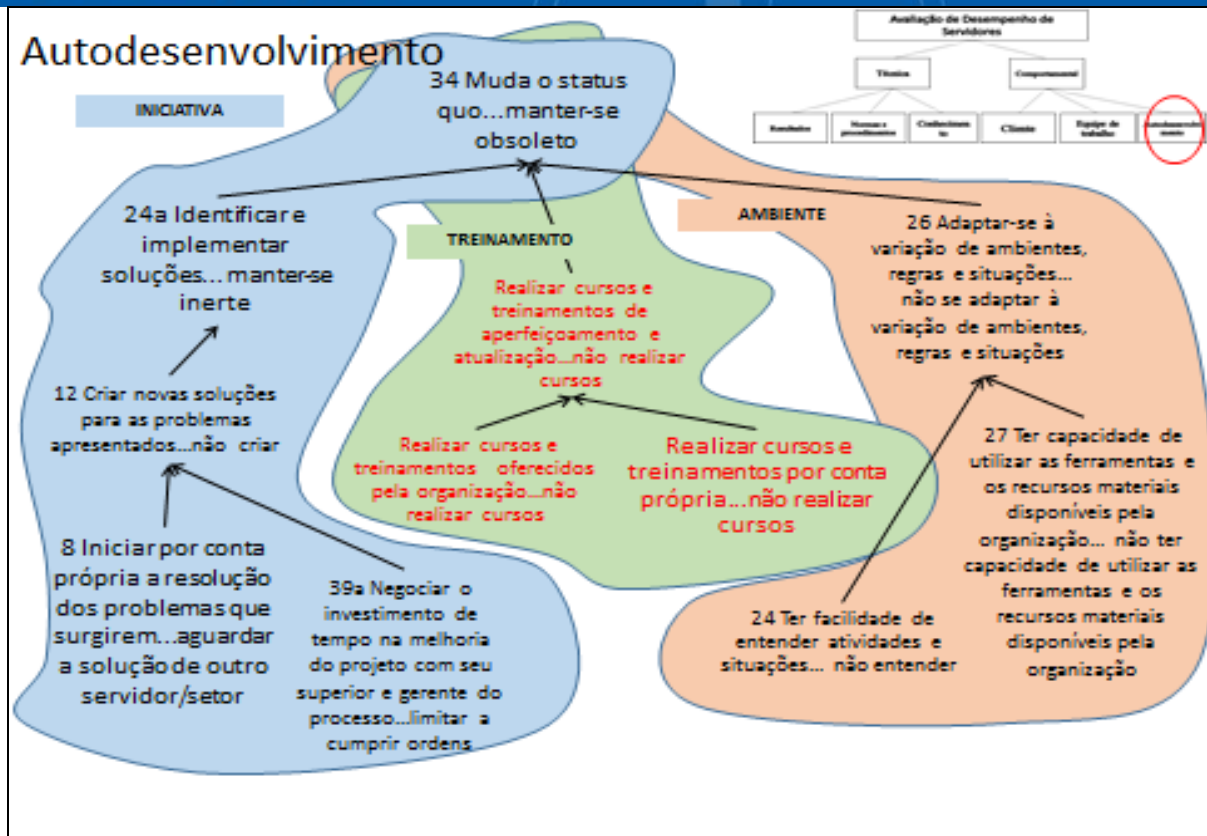 Autodesenvolvimento
Avaliação de Desempenho de
Servidores
Técnica
Comportamental
Resultados
Normas e
procedimentos
Conhecimen
to
Cliente
Equipe de
trabalho
INICIATIVA
34 Muda o status
quo...manter-se
obsoleto
24a Identificar e
implementar
soluções...manter-se
inerte
12 Criar novas soluções
para as problemas
apresentados...não criar
8 Iniciar por conta
própria a resolução
dos problemas que
surgirem...aguardar
a solução de outro
servidor/setor
39a Negociar o
investimento de
tempo na melhoria
do projeto com seu
superior e gerente do
processo...limitar a
cumprir ordens
TREINAMENTO
Realizar cursos e
treinamentos de
aperfeiçoamento e
atualização...não realizar
cursos
Realizar cursos e
treinamentos oferecidos
pela organização...não
realizar cursos
Realizar cursos e
treinamentos por conta
própria...não realizar
cursos
AMBIENTE
26 Adaptar-se à
variação de ambientes,
regras e situações...
não se adaptar à
variação de ambientes,
regras e situações
24 Ter facilidade de
entender atividades e
situações... não entender
27 Ter capacidade de
utilizar as ferramentas e
os recursos materiais
disponíveis pela
organização... não ter
capacidade de utilizar as
ferramentas e os
recursos materiais
disponíveis pela
organização